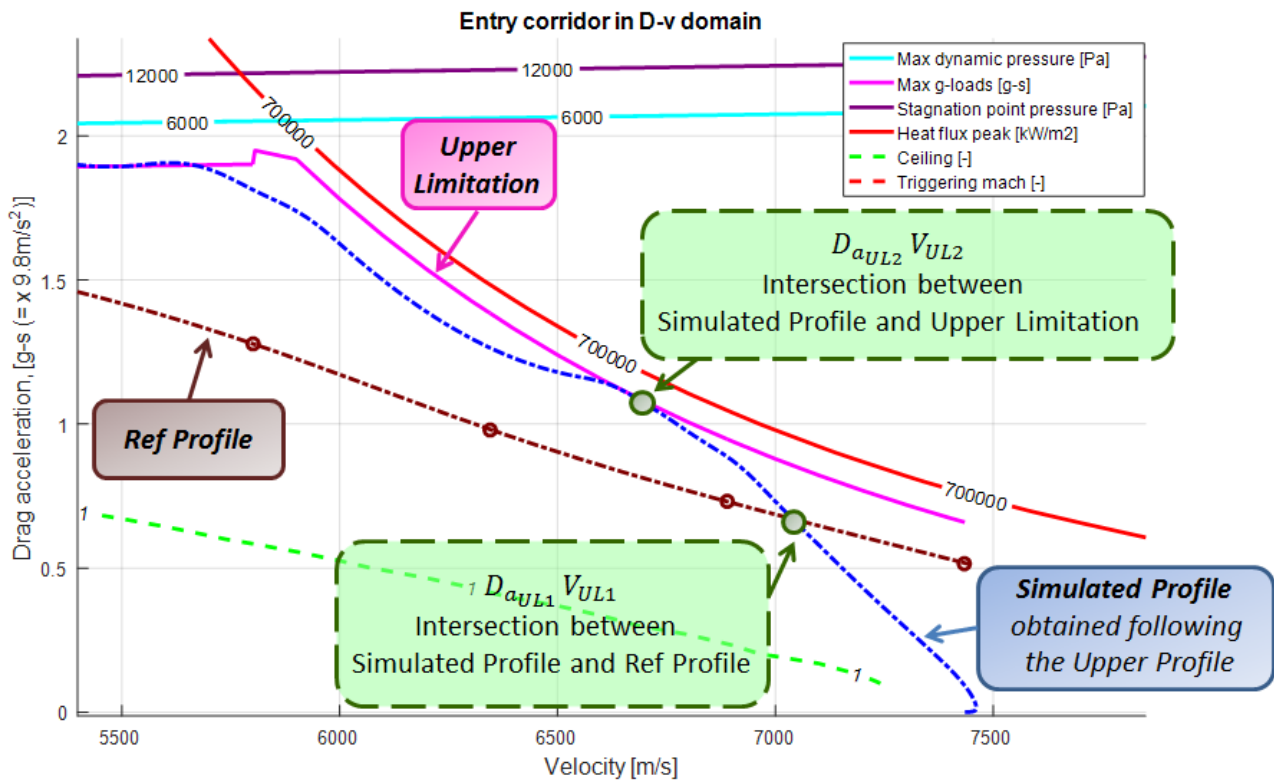 Entry corridor in D-v domain
12000
12000
6000
6000
700000
700000
700000
Max dynamic pressure [Pa]
Max g-loads [g-s]
Stagnation point pressure [Pa]
Heat flux peak [kW/m2]
Ceiling [-]
Triggering mach [-]
Upper
Limitation
D_{a_{UL2}} V_{UL2}
Intersection between
Simulated Profile and Upper Limitation
Ref Profile
1
1
1
D_{a_{UL1}} V_{UL1}
Intersection between
Simulated Profile and Ref Profile
Simulated Profile
obtained following
the Upper Profile
Drag acceleration, [g-s (= x 9.8m/s²)]
2
1.5
1
0.5
0
5500
6000
6500
7000
7500
Velocity [m/s]